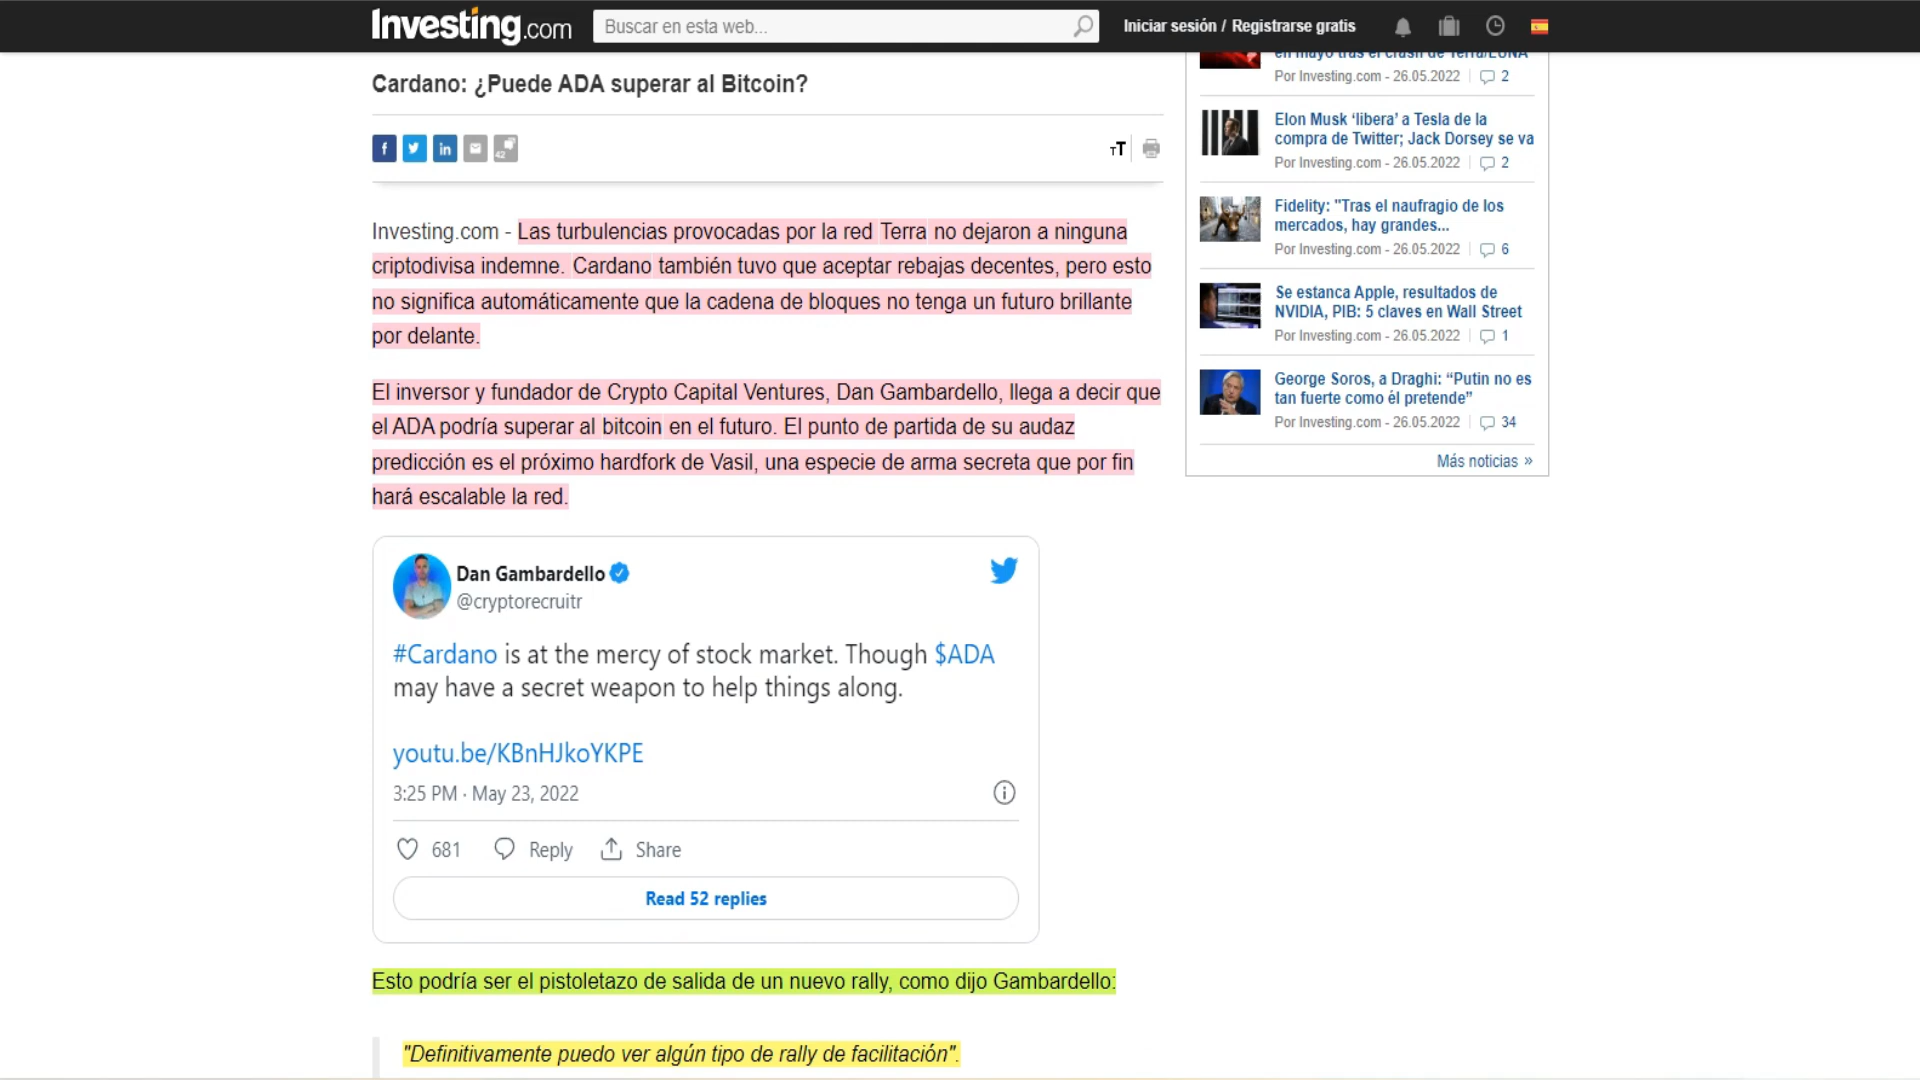 Investing.com
Buscar en esta web...
Iniciar sesión / Registrarse gratis
Cardano: ¿Puede ADA superar al Bitcoin?
42
Investing.com - Las turbulencias provocadas por la red Terra no dejaron a ninguna
criptodivisa indemne. Cardano también tuvo que aceptar rebajas decentes, pero esto
no significa automáticamente que la cadena de bloques no tenga un futuro brillante
por delante.
El inversor y fundador de Crypto Capital Ventures, Dan Gambardello, llega a decir que
el ADA podría superar al bitcoin en el futuro. El punto de partida de su audaz
predicción es el próximo hardfork de Vasil, una especie de arma secreta que por fin
hará escalable la red.
Dan Gambardello
@cryptorecruitr
#Cardano is at the mercy of stock market. Though $ADA
may have a secret weapon to help things along.
youtu.be/KBnHJkoYKPE
3:25 PM · May 23, 2022
681 Reply Share
Read 52 replies
Esto podría ser el pistoletazo de salida de un nuevo rally, como dijo Gambardello:
"Definitivamente puedo ver algún tipo de rally de facilitación".
en mayo tras el crash de Terra/LUNA
Por Investing.com - 26.05.2022 | 2
Elon Musk ‘libera’ a Tesla de la
compra de Twitter; Jack Dorsey se va
Por Investing.com - 26.05.2022 | 2
Fidelity: "Tras el naufragio de los
mercados, hay grandes...
Por Investing.com - 26.05.2022 | 6
Se estanca Apple, resultados de
NVIDIA, PIB: 5 claves en Wall Street
Por Investing.com - 26.05.2022 | 1
George Soros, a Draghi: “Putin no es
tan fuerte como él pretende”
Por Investing.com - 26.05.2022 | 34
Más noticias »